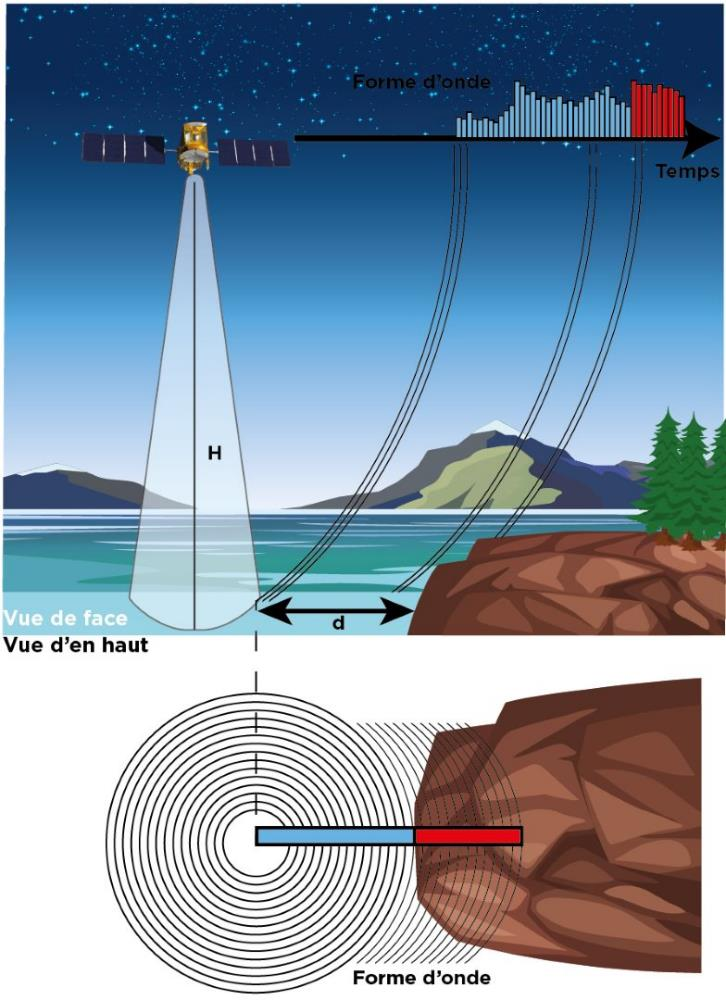 Forme d'onde
Temps
H
d
Vue de face
Vue d'en haut
Forme d'onde